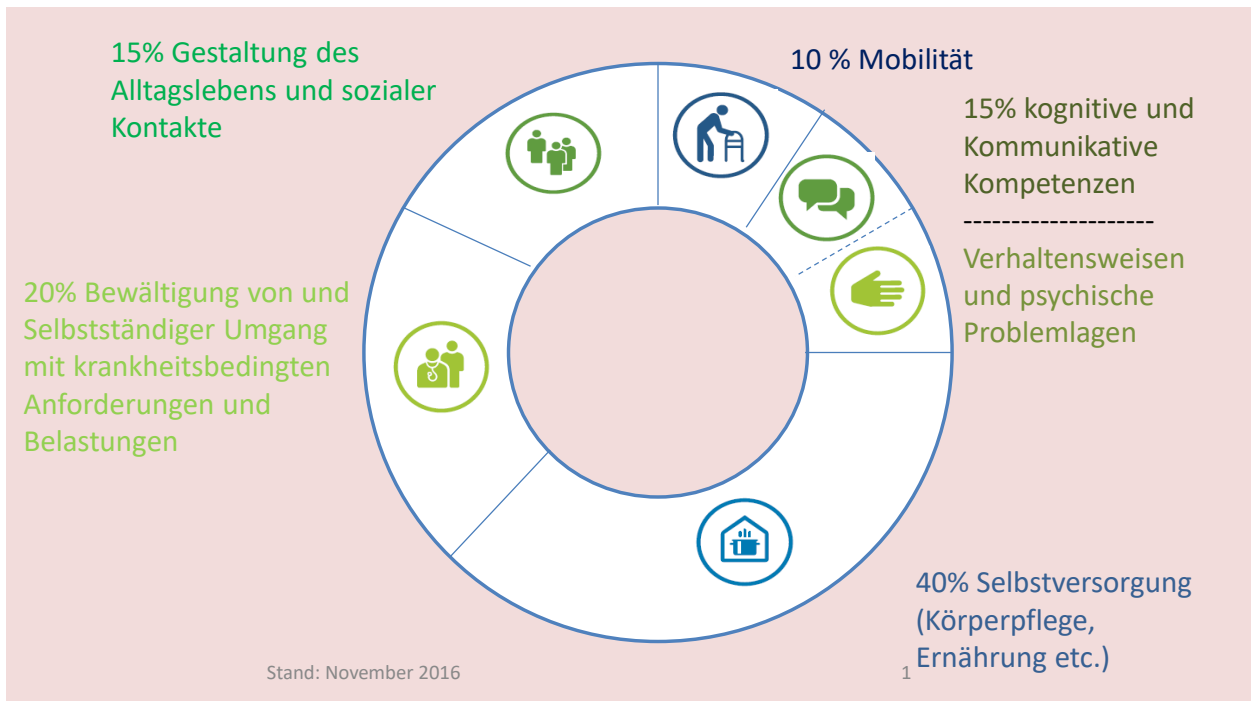 15% Gestaltung des
Alltagslebens und sozialer
Kontakte
10 % Mobilität
15% kognitive und
Kommunikative
Kompetenzen
--------------------
Verhaltensweisen
und psychische
Problemlagen
20% Bewältigung von und
Selbstständiger Umgang
mit krankheitsbedingten
Anforderungen und
Belastungen
40% Selbstversorgung
(Körperpflege,
Ernährung etc.)
Stand: November 2016
1